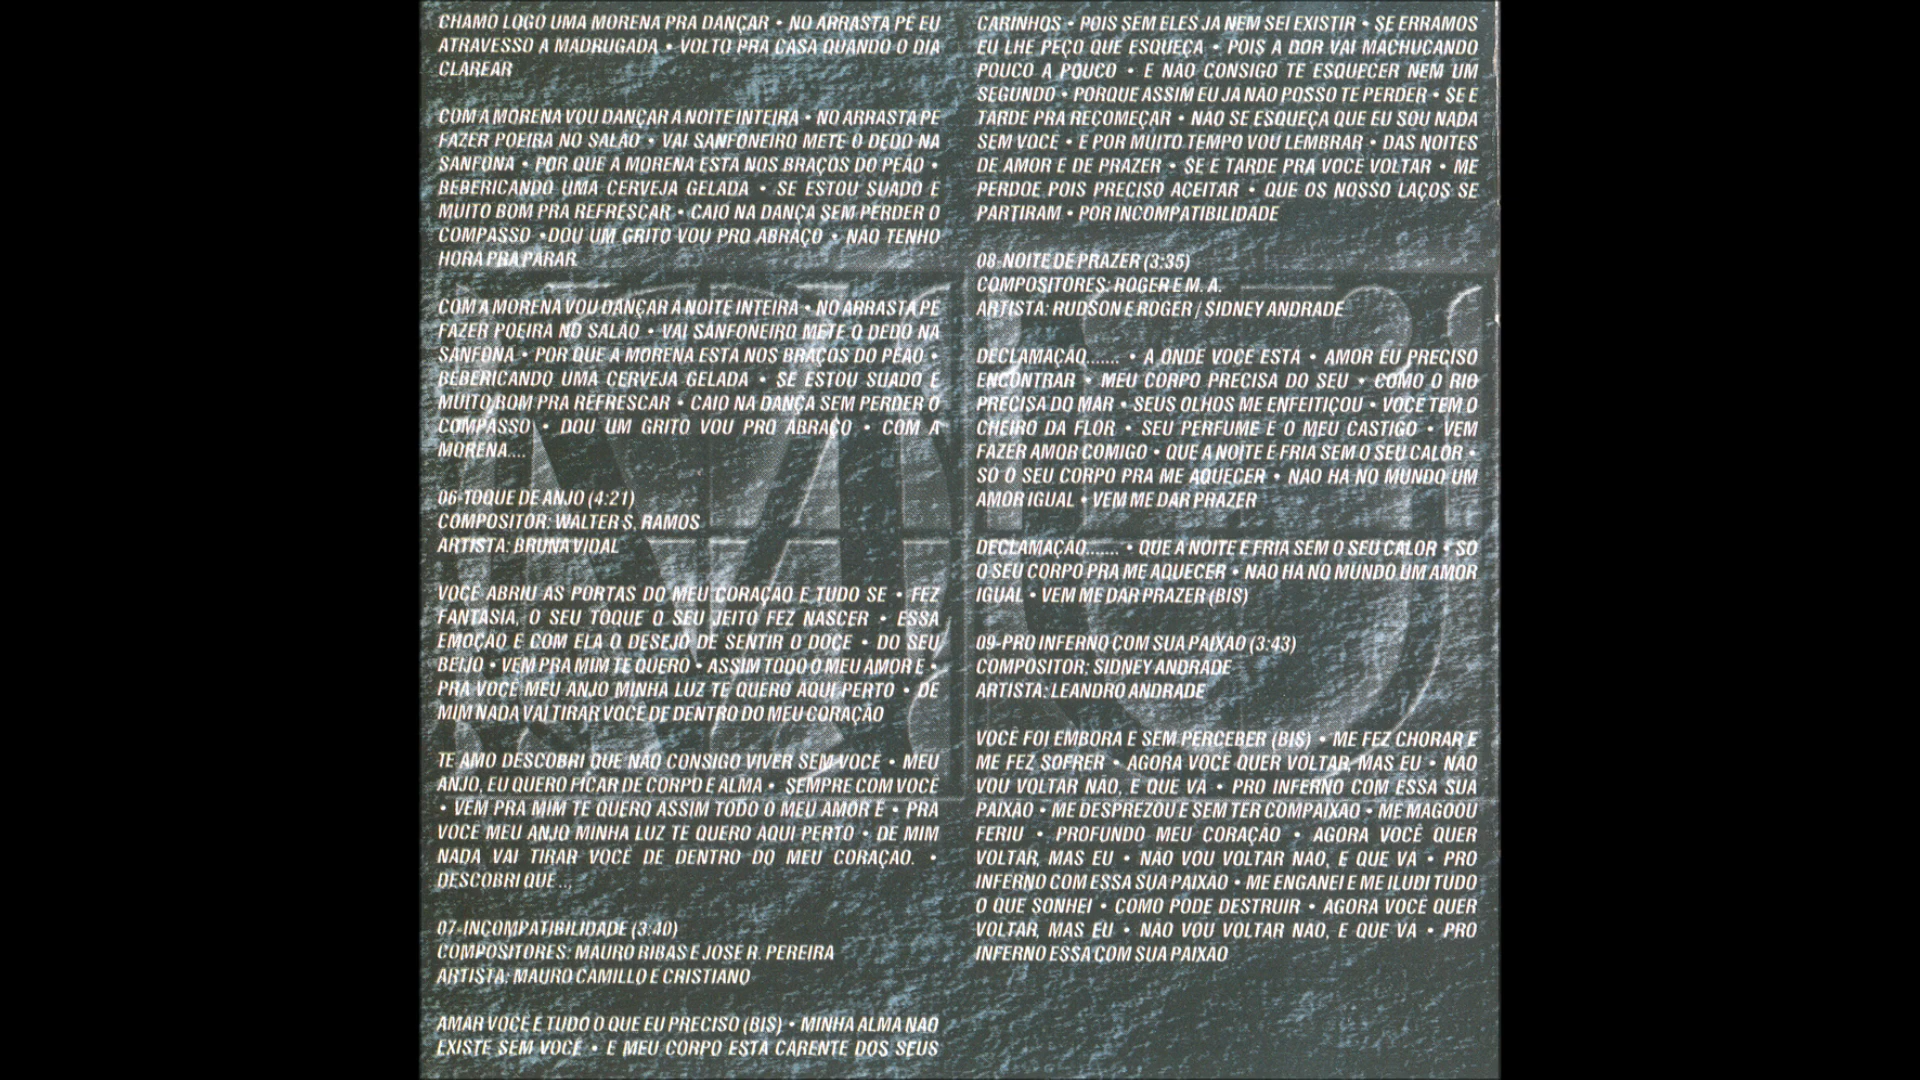 CHAMO LOGO UMA MORENA PRA DANÇAR • NO ARRASTA PÉ EU
ATRAVESSO A MADRUGADA • VOLTO PRA CASA QUANDO O DIA
CLAREAR
COM A MORENA VOU DANÇAR A NOITE INTEIRA • NO ARRASTA PÉ
FAZER POEIRA NO SALÃO • VAI SANFONEIRO METE O DEDO NA
SANFONA • POR QUE A MORENA ESTA NOS BRAÇOS DO PEÃO •
BEBERICANDO UMA CERVEJA GELADA • SE ESTOU SUADO É
MUITO BOM PRA REFRESCAR • CAIO NA DANÇA SEM PERDER O
COMPASSO •DOU UM GRITO VOU PRO ABRAÇO • NÃO TENHO
HORA PRA PARAR
COM A MORENA VOU DANÇAR A NOITE INTEIRA • NO ARRASTA PÉ
FAZER POEIRA NO SALÃO • VAI SANFONEIRO METE O DEDO NA
SANFONA • POR QUE A MORENA ESTA NOS BRAÇOS DO PEÃO •
BEBERICANDO UMA CERVEJA GELADA • SE ESTOU SUADO É
MUITO BOM PRA REFRESCAR • CAIO NA DANÇA SEM PERDER O
COMPASSO • DOU UM GRITO VOU PRO ABRAÇO • COM A
MORENA....
06-TOQUE DE ANJO (4:21)
COMPOSITOR: WALTER S. RAMOS
ARTISTA: BRUNA VIDAL
VOCÊ ABRIU AS PORTAS DO MEU CORAÇÃO E TUDO SE • FEZ
FANTASIA, O SEU TOQUE O SEU JEITO FEZ NASCER • ESSA
EMOÇÃO E COM ELA O DESEJO DE SENTIR O DOCE • DO SEU
BEIJO • VEM PRA MIM TE QUERO • ASSIM TODO O MEU AMOR É •
PRA VOCÊ MEU ANJO MINHA LUZ TE QUERO AQUI PERTO • DE
MIM NADA VAI TIRAR VOCÊ DE DENTRO DO MEU CORAÇÃO
TE AMO DESCOBRI QUE NÃO CONSIGO VIVER SEM VOCÊ • MEU
ANJO, EU QUERO FICAR DE CORPO E ALMA • SEMPRE COM VOCÊ
• VEM PRA MIM TE QUERO ASSIM TODO O MEU AMOR É • PRA
VOCÊ MEU ANJO MINHA LUZ TE QUERO AQUI PERTO • DE MIM
NADA VAI TIRAR VOCÊ DE DENTRO DO MEU CORAÇÃO. •
DESCOBRI QUE ...
07-INCOMPATIBILIDADE (3:40)
COMPOSITORES: MAURO RIBAS E JOSÉ R. PEREIRA
ARTISTA: MAURO CAMILLO E CRISTIANO
AMAR VOCÊ É TUDO O QUE EU PRECISO (BIS) • MINHA ALMA NÃO
EXISTE SEM VOCÊ • E MEU CORPO ESTÁ CARENTE DOS SEUS
CARINHOS • POIS SEM ELES JÁ NEM SEI EXISTIR • SE ERRAMOS
EU LHE PEÇO QUE ESQUEÇA • POIS A DOR VAI MACHUCANDO
POUCO A POUCO • E NÃO CONSIGO TE ESQUECER NEM UM
SEGUNDO • PORQUE ASSIM EU JÁ NÃO POSSO TE PERDER • SE É
TARDE PRA RECOMEÇAR • NÃO SE ESQUEÇA QUE EU SOU NADA
SEM VOCÊ • E POR MUITO TEMPO VOU LEMBRAR • DAS NOITES
DE AMOR E DE PRAZER • SE É TARDE PRA VOCÊ VOLTAR • ME
PERDOE POIS PRECISO ACEITAR • QUE OS NOSSO LAÇOS SE
PARTIRAM • POR INCOMPATIBILIDADE
08-NOITE DE PRAZER (3:35)
COMPOSITORES: ROGER E M. A.
ARTISTA: RUDSON E ROGER / SIDNEY ANDRADE
DECLAMAÇÃO....... • A ONDE VOCÊ ESTÁ • AMOR EU PRECISO
ENCONTRAR • MEU CORPO PRECISA DO SEU • COMO O RIO
PRECISA DO MAR • SEUS OLHOS ME ENFEITIÇOU • VOCÊ TEM O
CHEIRO DA FLOR • SEU PERFUME É O MEU CASTIGO • VEM
FAZER AMOR COMIGO • QUE A NOITE É FRIA SEM O SEU CALOR •
SÓ O SEU CORPO PRA ME AQUECER • NÃO HÁ NO MUNDO UM
AMOR IGUAL • VEM ME DAR PRAZER
DECLAMAÇÃO....... • QUE A NOITE É FRIA SEM O SEU CALOR • SÓ
O SEU CORPO PRA ME AQUECER • NÃO HÁ NO MUNDO UM AMOR
IGUAL • VEM ME DAR PRAZER (BIS)
09-PRO INFERNO COM SUA PAIXÃO (3:43)
COMPOSITOR: SIDNEY ANDRADE
ARTISTA: LEANDRO ANDRADE
VOCÊ FOI EMBORA E SEM PERCEBER (BIS) • ME FEZ CHORAR E
ME FEZ SOFRER • AGORA VOCÊ QUER VOLTAR, MAS EU • NÃO
VOU VOLTAR NÃO, E QUE VÁ • PRO INFERNO COM ESSA SUA
PAIXÃO • ME DESPREZOU E SEM TER COMPAIXÃO • ME MAGOOU
FERIU • PROFUNDO MEU CORAÇÃO • AGORA VOCÊ QUER
VOLTAR, MAS EU • NÃO VOU VOLTAR NÃO, E QUE VÁ • PRO
INFERNO COM ESSA SUA PAIXÃO • ME ENGANEI E ME ILUDI TUDO
O QUE SONHEI • COMO PODE DESTRUIR • AGORA VOCÊ QUER
VOLTAR, MAS EU • NÃO VOU VOLTAR NÃO, E QUE VÁ • PRO
INFERNO ESSA COM SUA PAIXÃO